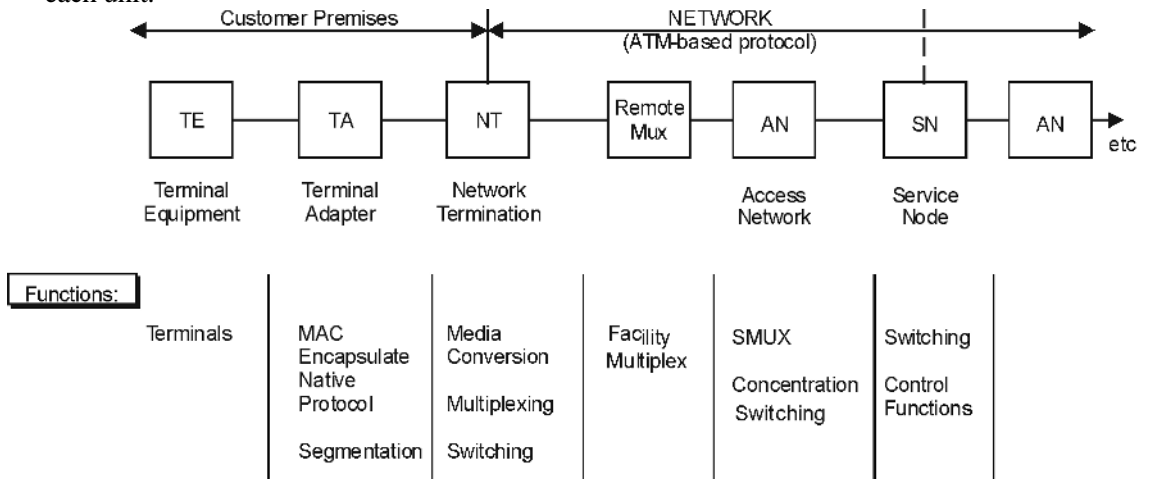 each unit.
Customer Premises
NETWORK
(ATM-based protocol)
TE
TA
NT
Remote
Mux
AN
SN
AN
etc
Terminal
Equipment
Terminal
Adapter
Network
Termination
Access
Network
Service
Node
Functions:
Terminals
MAC
Encapsulate
Native
Protocol
Segmentation
Media
Conversion
Multiplexing
Switching
Facility
Multiplex
SMUX
Concentration
Switching
Switching
Control
Functions